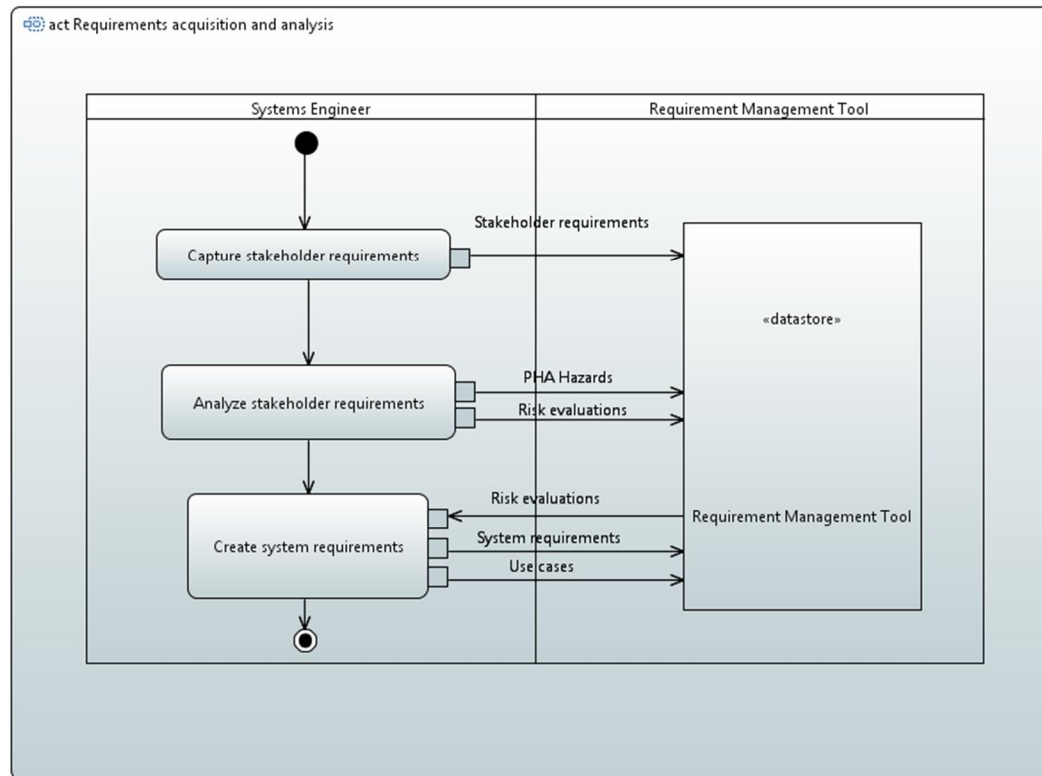 act Requirements acquisition and analysis
Systems Engineer
Requirement Management Tool
Stakeholder requirements
Capture stakeholder requirements
«datastore»
PHA Hazards
Analyze stakeholder requirements
Risk evaluations
Risk evaluations
Requirement Management Tool
System requirements
Create system requirements
Use cases